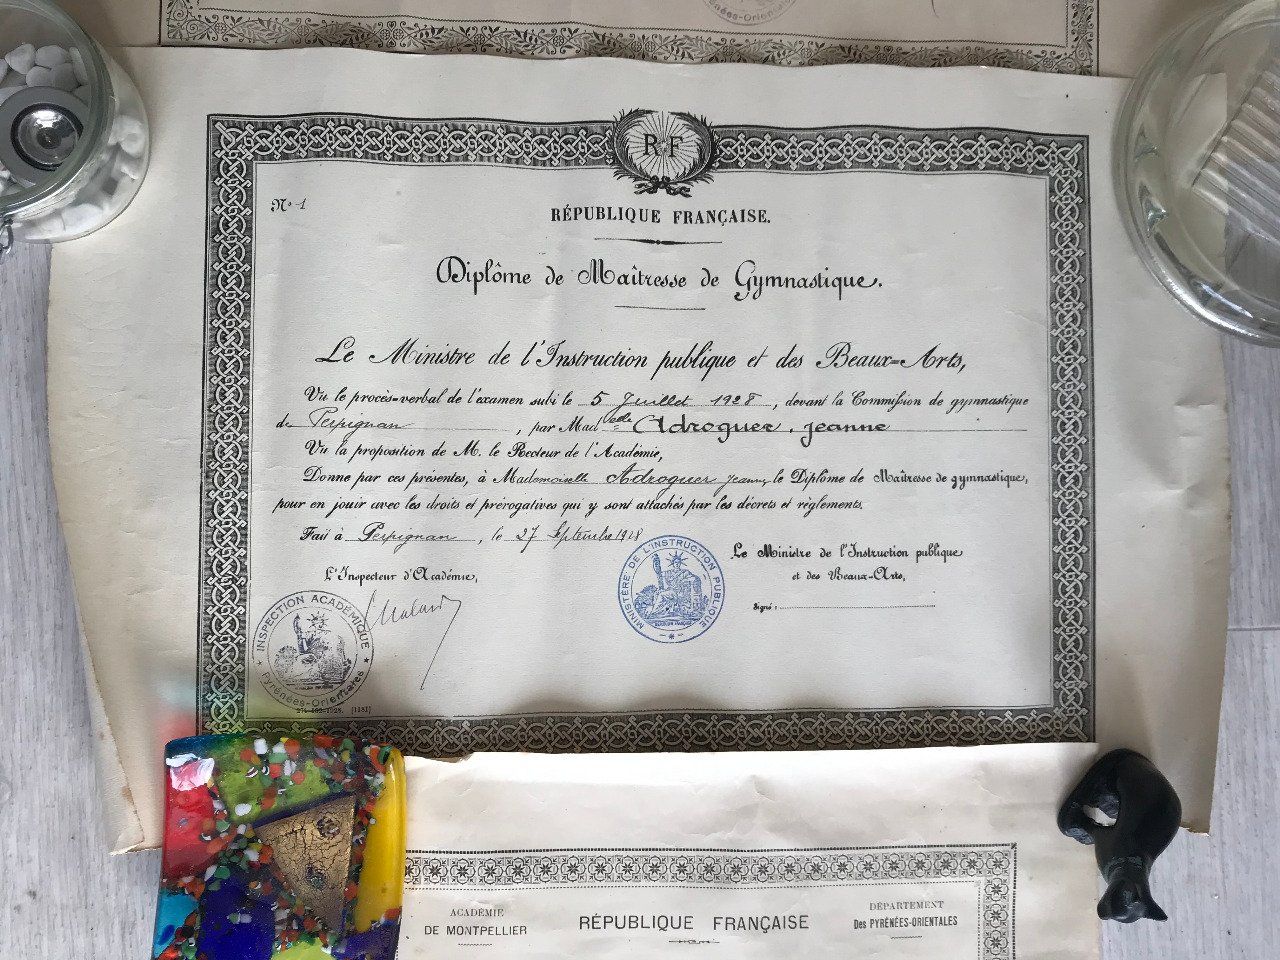 Pyrénées-Orient
RF
N° 1
RÉPUBLIQUE FRANÇAISE.
Diplôme de Maîtresse de Gymnastique.
Le Ministre de l'Instruction publique et des Beaux-Arts,
Vu le procès-verbal de l'examen subi le 5 Juillet 1928, devant la Commission de gymnastique
de Perpignan, par Mad elle Adroguer, Jeanne
Vu la proposition de M. le Recteur de l'Académie,
Donne par ces présentes, à Mademoiselle Adroguer Jeanne le Diplôme de Maîtresse de gymnastique,
pour en jouir avec les droits et prérogatives qui y sont attachés par les décrets et règlements.
Fait à Perpignan, le 27 Septembre 1928
L'Inspecteur d'Académie,
INSPECTION ACADÉMIQUE
Pyrénées-Orientales
MINISTÈRE DE L'INSTRUCTION PUBLIQUE
Le Ministre de l'Instruction publique
et des Beaux-Arts,
Signé :
1928. [1181]
ACADÉMIE
DE MONTPELLIER
RÉPUBLIQUE FRANÇAISE
DÉPARTEMENT
Des PYRÉNÉES-ORIENTALES